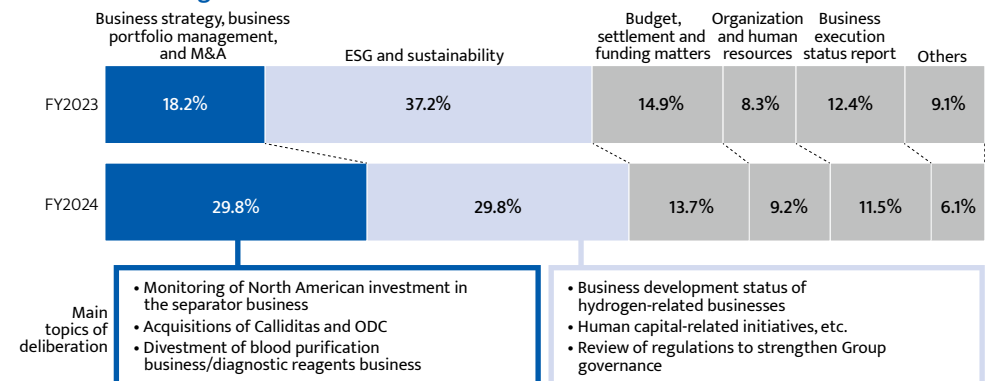 Business strategy, business
portfolio management,
and M&A
ESG and sustainability
Budget,
settlement and
funding matters
Organization
and human
resources
Business
execution
status report
Others
FY2023
18.2%
37.2%
14.9%
8.3%
12.4%
9.1%
FY2024
29.8%
29.8%
13.7%
9.2%
11.5%
6.1%
Main
topics of
deliberation
• Monitoring of North American investment in
the separator business
• Acquisitions of Calliditas and ODC
• Divestment of blood purification
business/diagnostic reagents business
• Business development status of
hydrogen-related businesses
• Human capital-related initiatives, etc.
• Review of regulations to strengthen Group
governance